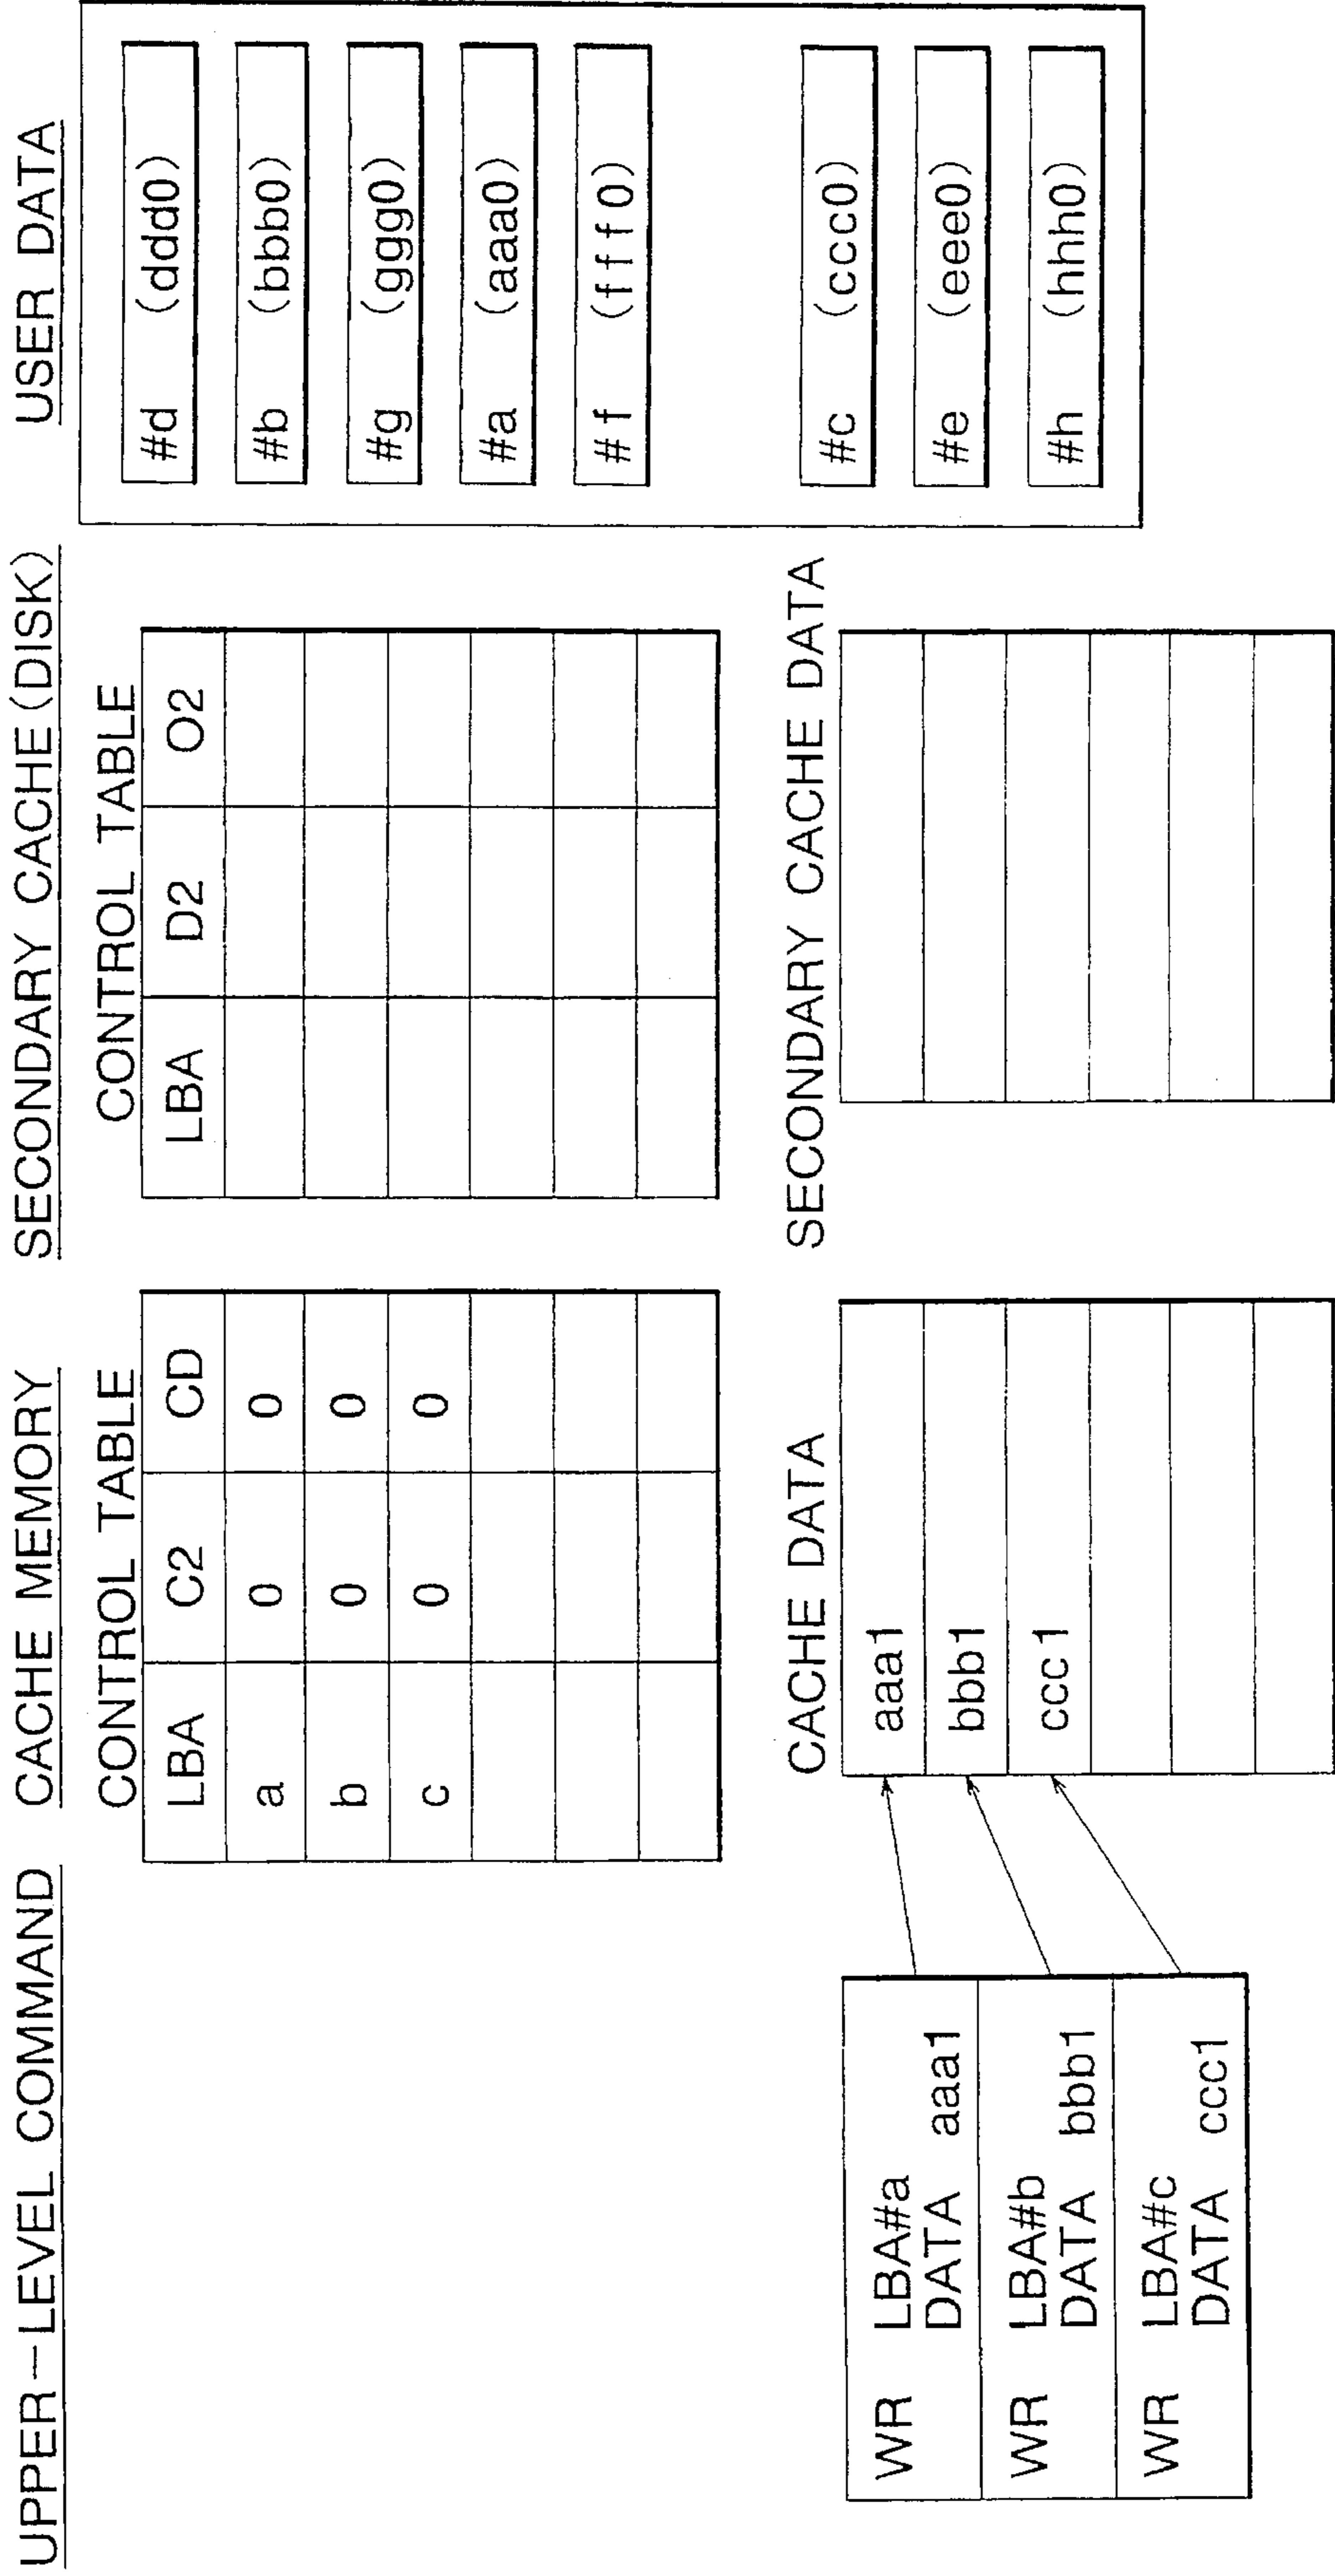 UPPER-LEVEL COMMAND
WR LBA#a
DATA aaa1
WR LBA#b
DATA bbb1
WR LBA#c
DATA ccc1
CACHE MEMORY
CONTROL TABLE
LBA C2 CD
a 0 0
b 0 0
c 0 0
CACHE DATA
aaa1
bbb1
ccc1
SECONDARY CACHE (DISK)
CONTROL TABLE
LBA D2 O2
SECONDARY CACHE DATA
USER DATA
#d (ddd0)
#b (bbb0)
#g (ggg0)
#a (aaa0)
#f (fff0)
#c (ccc0)
#e (eee0)
#h (hhh0)